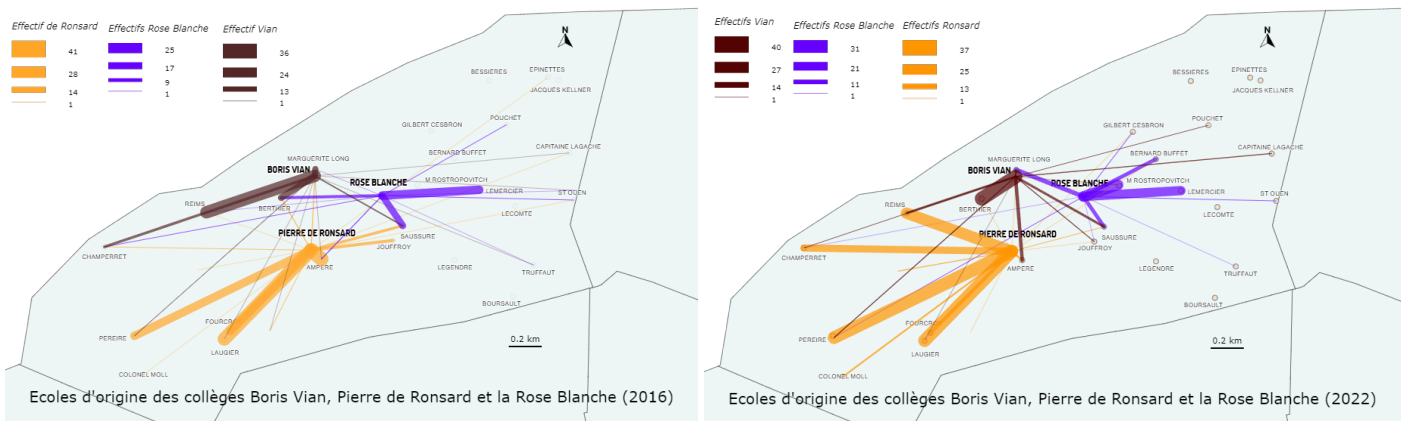 Effectif de Ronsard
41
28
14
1
Effectifs Rose Blanche
25
17
9
1
Effectif Vian
36
24
13
1
N
BESSIERES
EPINETTES
JACQUES KELLNER
POUCHET
GILBERT CESBRON
CAPITAINE LAGACHE
BERNARD BUFFET
MARGUERITE LONG
BORIS VIAN
ROSE BLANCHE
M ROSTROPOVITCH
LEMERCIER
ST OUEN
REIMS
BERTHIER
LECOMTE
PIERRE DE RONSARD
SAUSSURE
JOUFFROY
CHAMPERRET
AMPERE
LEGENDRE
TRUFFAUT
BOURSAULT
FOURCROY
PEREIRE
LAUGIER
0.2 km
COLONEL MOLL
Ecoles d'origine des collèges Boris Vian, Pierre de Ronsard et la Rose Blanche (2016)
Effectifs Vian
40
27
14
1
Effectifs Rose Blanche
31
21
11
1
Effectifs Ronsard
37
25
13
1
N
BESSIERES
EPINETTES
JACQUES KELLNER
POUCHET
GILBERT CESBRON
CAPITAINE LAGACHE
BERNARD BUFFET
MARGUERITE LONG
BORIS VIAN
ROSE BLANCHE
M ROSTROPOVITCH
LEMERCIER
ST OUEN
REIMS
BERTHIER
LECOMTE
PIERRE DE RONSARD
SAUSSURE
JOUFFROY
CHAMPERRET
AMPERE
LEGENDRE
TRUFFAUT
BOURSAULT
FOURCROY
PEREIRE
LAUGIER
0.2 km
COLONEL MOLL
Ecoles d'origine des collèges Boris Vian, Pierre de Ronsard et la Rose Blanche (2022)